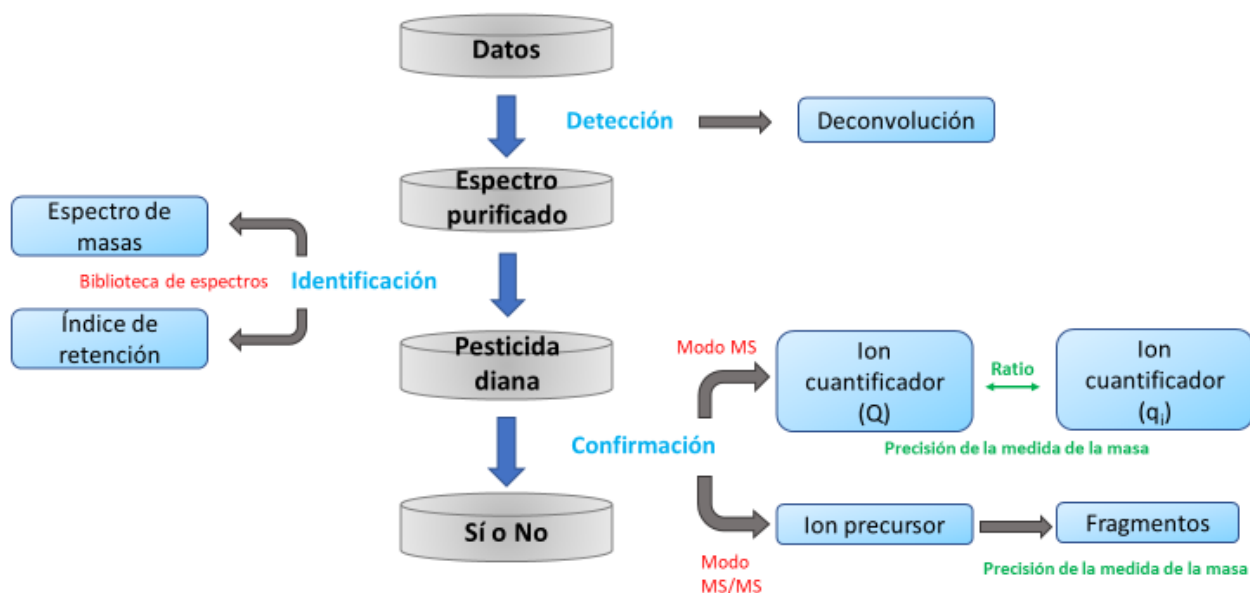 Datos
Detección
Deconvolución
Espectro
purificado
Espectro de
masas
Biblioteca de espectros
Identificación
Índice de
retención
Pesticida
diana
Modo MS
Ion
cuantificador
(Q)
Ratio
Ion
cuantificador
(qi)
Precisión de la medida de la masa
Confirmación
Sí o No
Ion precursor
Fragmentos
Modo
MS/MS
Precisión de la medida de la masa